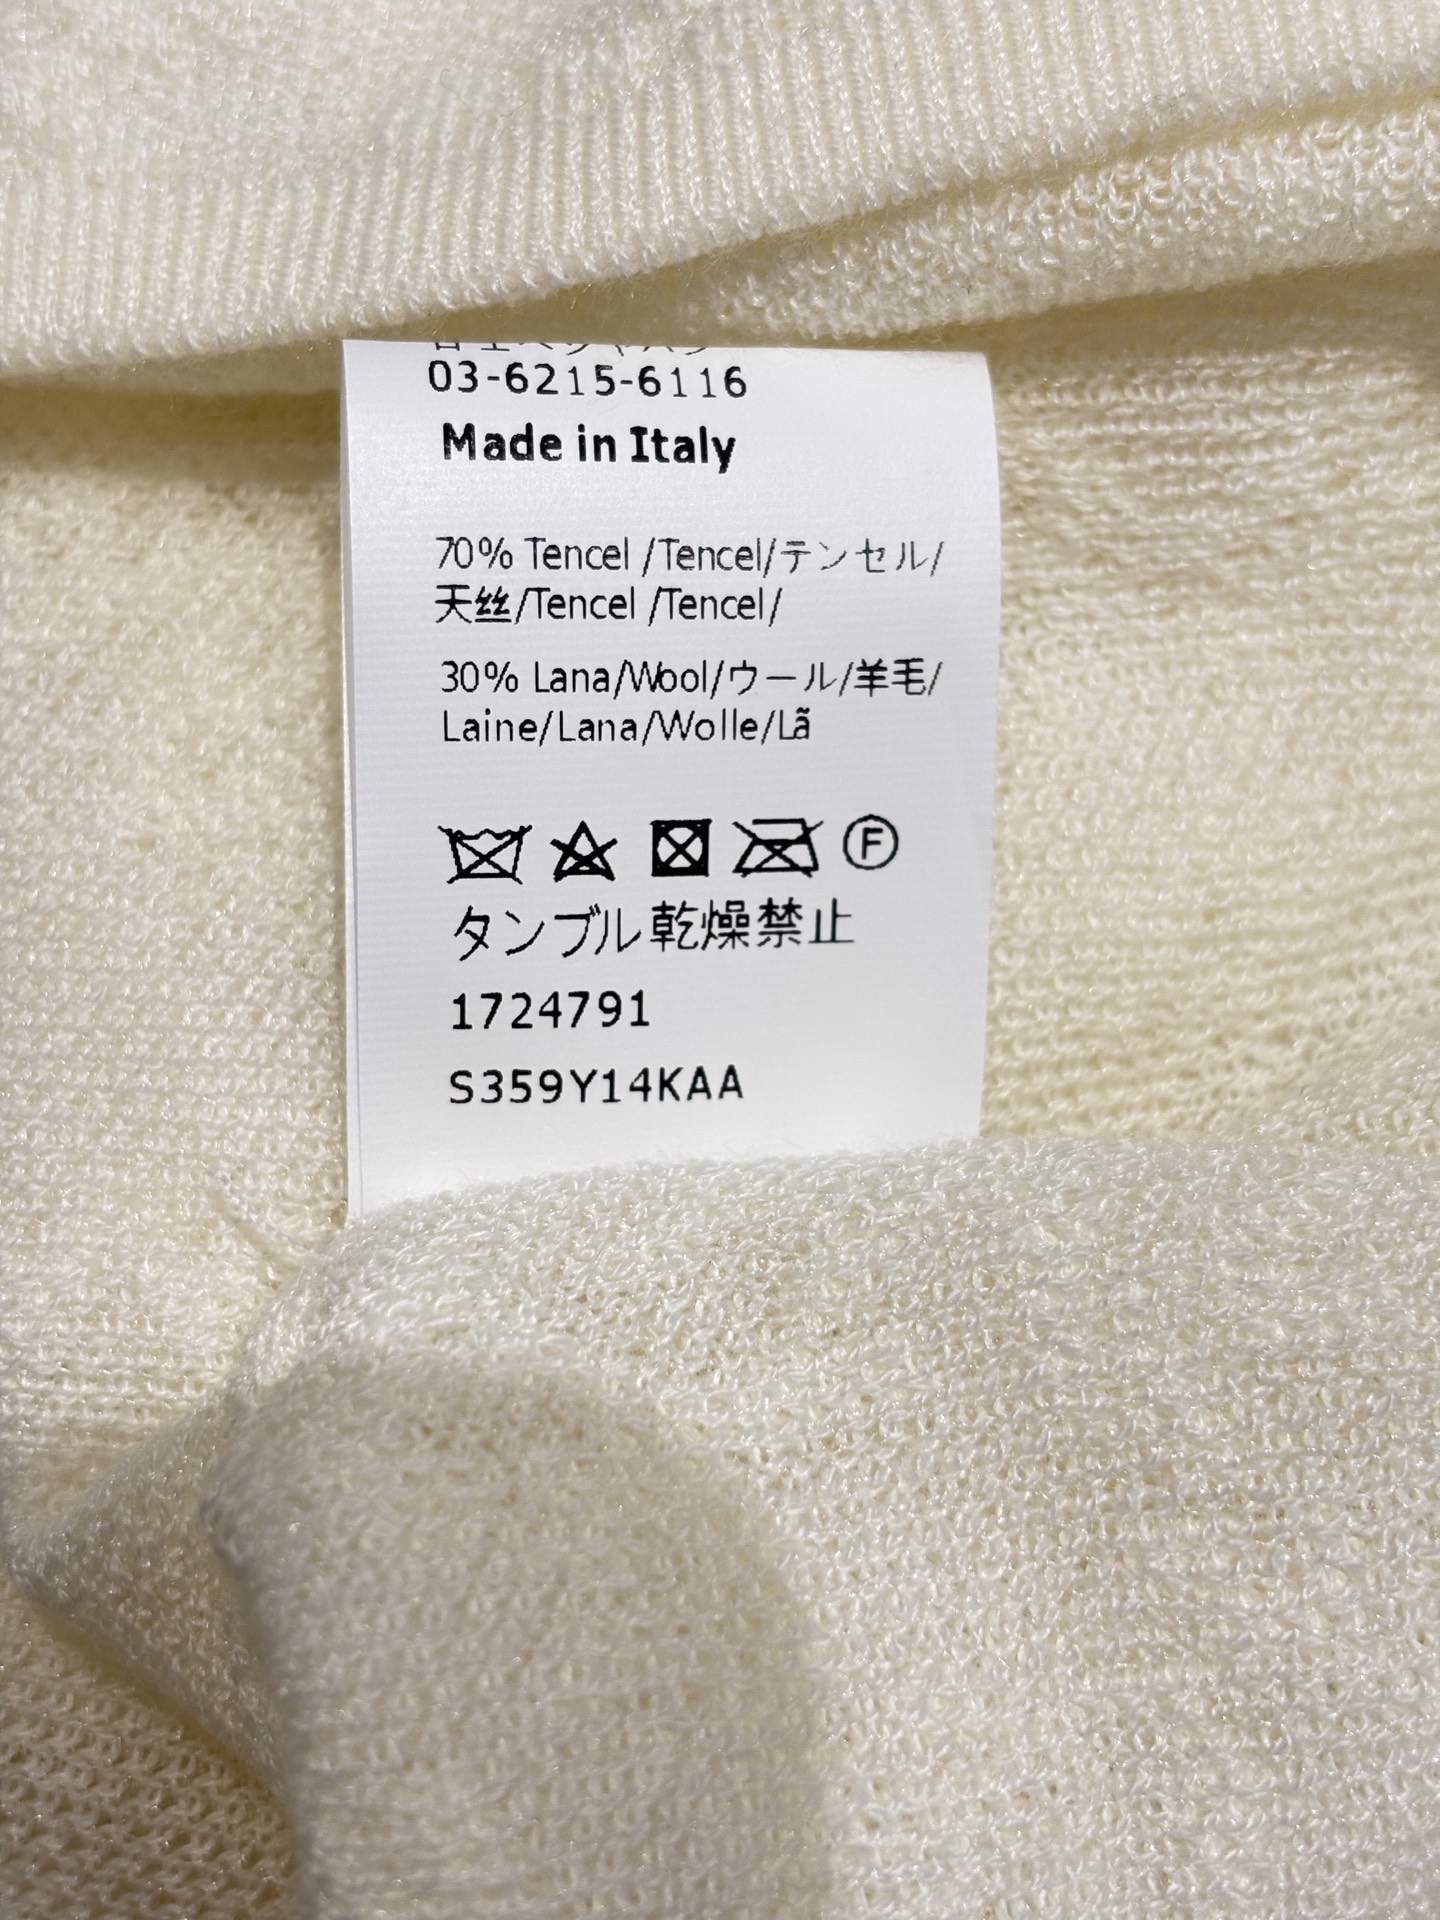 03-6215-6116
Made in Italy
70% Tencel /Tencel/テンセル/
天丝/Tencel /Tencel/
30% Lana/Wool/ウール/羊毛/
Laine/Lana/Wolle/Lã
F
タンブル乾燥禁止
1724791
S359Y14KAA